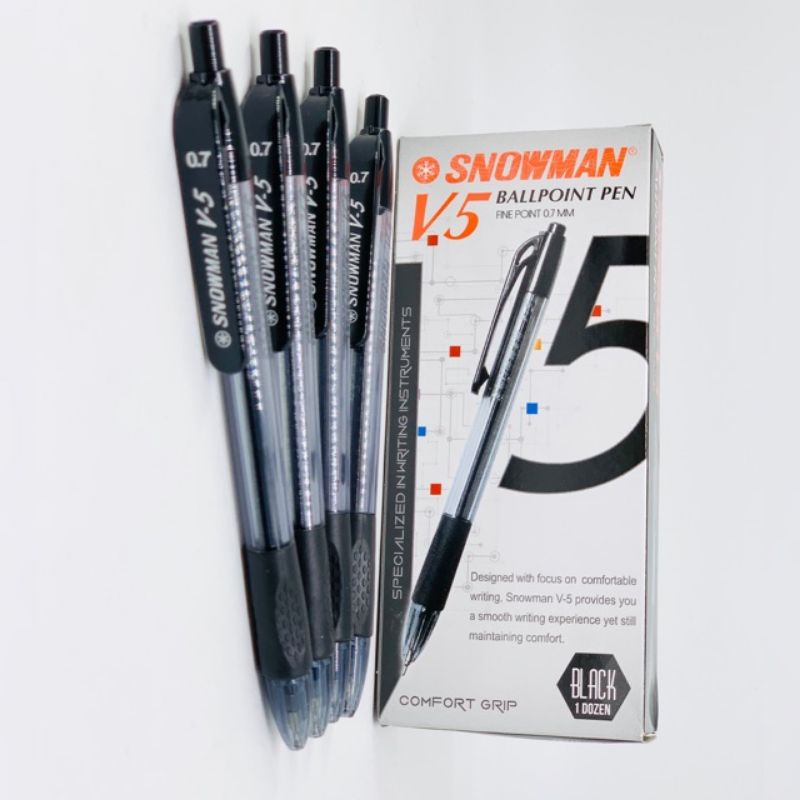 0.7
SNOWMAN V-5
0.7
SNOWMAN V-5
0.7
SNOWMAN V-5
0.7
SNOWMAN V-5
SNOWMAN®
V.5 BALLPOINT PEN
FINE POINT 0.7 MM
5
SPECIALIZED IN WRITING INSTRUMENTS
Designed with focus on comfortable
writing. Snowman V-5 provides you
a smooth writing experience yet still
maintaining comfort.
COMFORT GRIP
BLACK
1 DOZEN